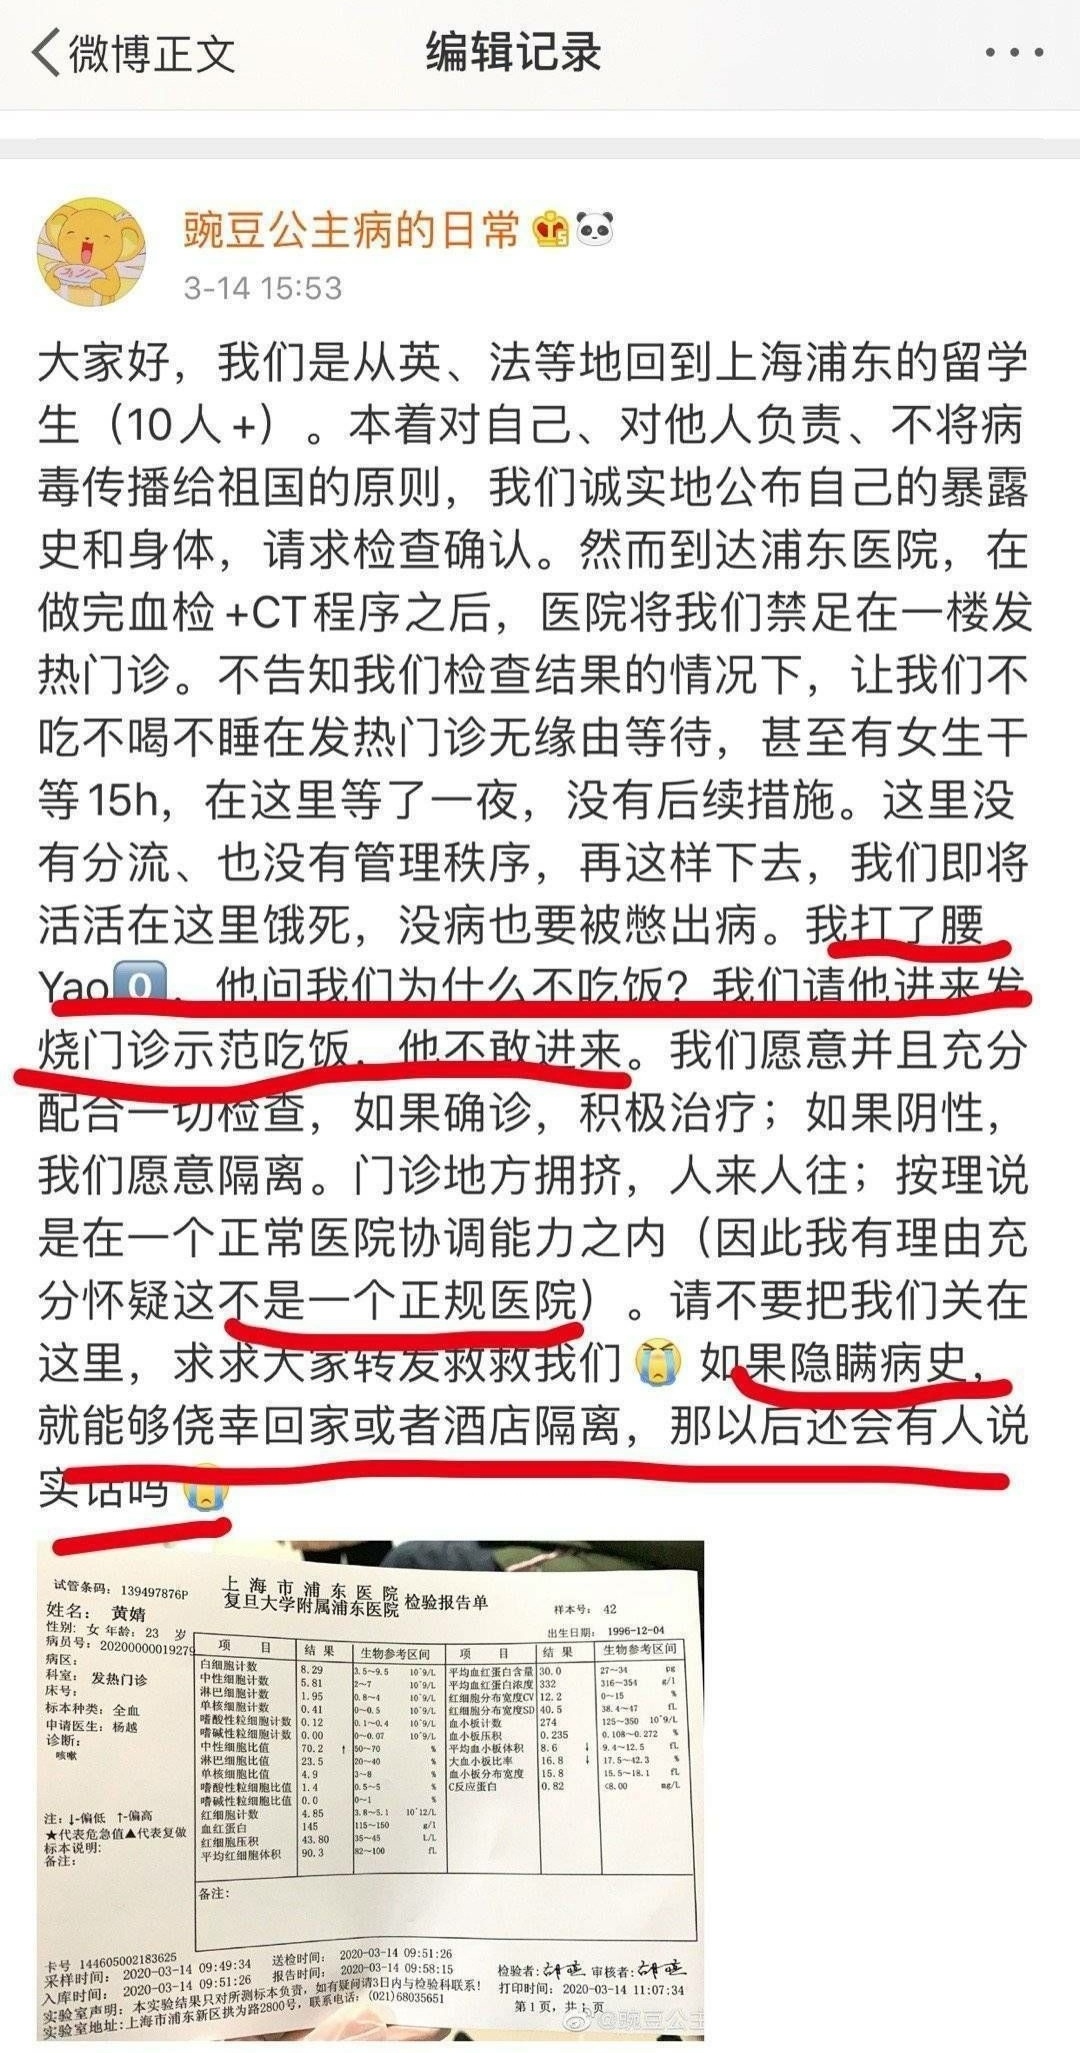 微博正文
编辑记录
豌豆公主病的日常
3-14 15:53
大家好，我们是从英、法等地回到上海浦东的留学
生（10人+）。本着对自己、对他人负责、不将病
毒传播给祖国的原则，我们诚实地公布自己的暴露
史和身体，请求检查确认。然而到达浦东医院，在
做完血检+CT程序之后，医院将我们禁足在一楼发
热门诊。不告知我们检查结果的情况下，让我们不
吃不喝不睡在发热门诊无缘由等待，甚至有女生干
等15h，在这里等了一夜，没有后续措施。这里没
有分流、也没有管理秩序，再这样下去，我们即将
活活在这里饿死，没病也要被憋出病。我打了腰
Yao0，他问我们为什么不吃饭？我们请他进来发
烧门诊示范吃饭，他不敢进来。我们愿意并且充分
配合一切检查，如果确诊，积极治疗；如果阴性，
我们愿意隔离。门诊地方拥挤，人来人往；按理说
是在一个正常医院协调能力之内（因此我有理由充
分怀疑这不是一个正规医院）。请不要把我们关在
这里，求求大家转发救救我们 如果隐瞒病史，
就能够侥幸回家或者酒店隔离，那以后还会有人说
实话吗
试管条码：139497876P
上海市浦东医院
复旦大学附属浦东医院 检验报告单
样本号：42
姓名：黄婧
性别：女 年龄：23 岁
出生日期：1996-12-04
病员号：20200000019279
病区：
科室：发热门诊
床号：
标本种类：全血
申请医生：杨越
诊断：
咳嗽
注：↓-偏低 ↑-偏高
★代表危急值▲代表复做
标本说明：
备注：
项目 结果 生物参考区间 项目 结果 生物参考区间
白细胞计数 8.29 3.5~9.5 10^9/L 平均血红蛋白含量 30.0 27~34 pg
中性细胞计数 5.81 2~7 10^9/L 平均血红蛋白浓度 332 316~354 g/l
淋巴细胞计数 1.95 0.8~4 10^9/L 红细胞分布宽度CV 12.2 0~15 %
单核细胞计数 0.41 0~0.5 10^9/L 红细胞分布宽度SD 40.5 38.4~47 fL
嗜酸性粒细胞计数 0.12 0.1~0.4 10^9/L 血小板计数 274 125~350 10^9/L
嗜碱性粒细胞计数 0.00 0~0.07 10^9/L 血小板压积 0.235 0.108~0.272 %
中性细胞比值 70.2 ↑ 50~70 % 平均血小板体积 8.6 ↓ 9.4~12.5 fL
淋巴细胞比值 23.5 20~40 % 大血小板比率 16.8 ↓ 17.5~42.3 %
单核细胞比值 4.9 3~8 % 血小板分布宽度 15.8 15.5~18.1 fL
嗜酸性粒细胞比值 1.4 0.5~5 % C反应蛋白 0.82 <8.00 mg/L
嗜碱性粒细胞比值 0.0 0~1 %
红细胞计数 4.85 3.8~5.1 10^12/L
血红蛋白 145 115~150 g/l
红细胞压积 43.80 35~45 L/L
平均红细胞体积 90.3 82~100 fL
备注：
卡号 144605002183625
采样时间：2020-03-14 09:49:34 送检时间：2020-03-14 09:51:26
入库时间：2020-03-14 09:51:26 报告时间：2020-03-14 09:58:15
检验者： 审核者：
打印时间：2020-03-14 11:07:34
实验室声明：本实验结果只对所测标本负责，如有疑问请3日内与检验科联系！
第1页，共1页
实验室地址：上海市浦东新区拱为路2800号，联系电话：(021)68035651
@豌豆公主